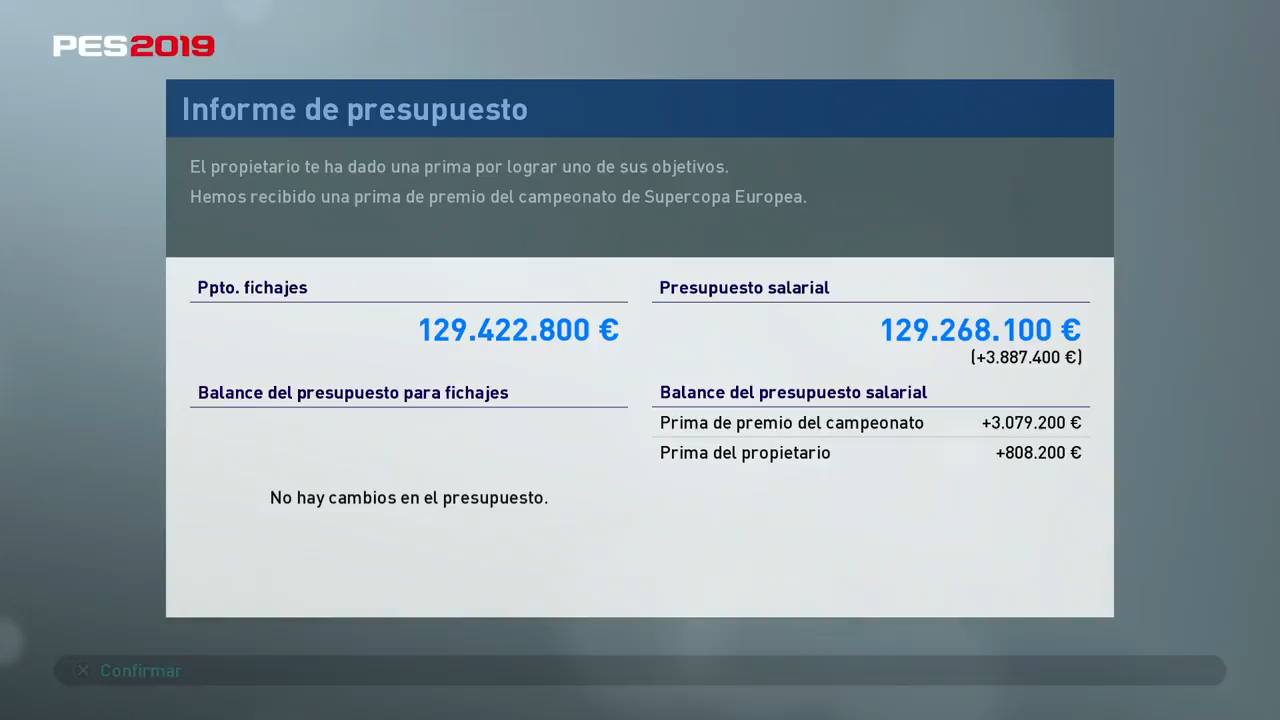 PES2019
Informe de presupuesto
El propietario te ha dado una prima por lograr uno de sus objetivos.
Hemos recibido una prima de premio del campeonato de Supercopa Europea.
Ppto. fichajes
129.422.800 €
Balance del presupuesto para fichajes
No hay cambios en el presupuesto.
Presupuesto salarial
129.268.100 €
(+3.887.400 €)
Balance del presupuesto salarial
Prima de premio del campeonato +3.079.200 €
Prima del propietario +808.200 €
Confirmar